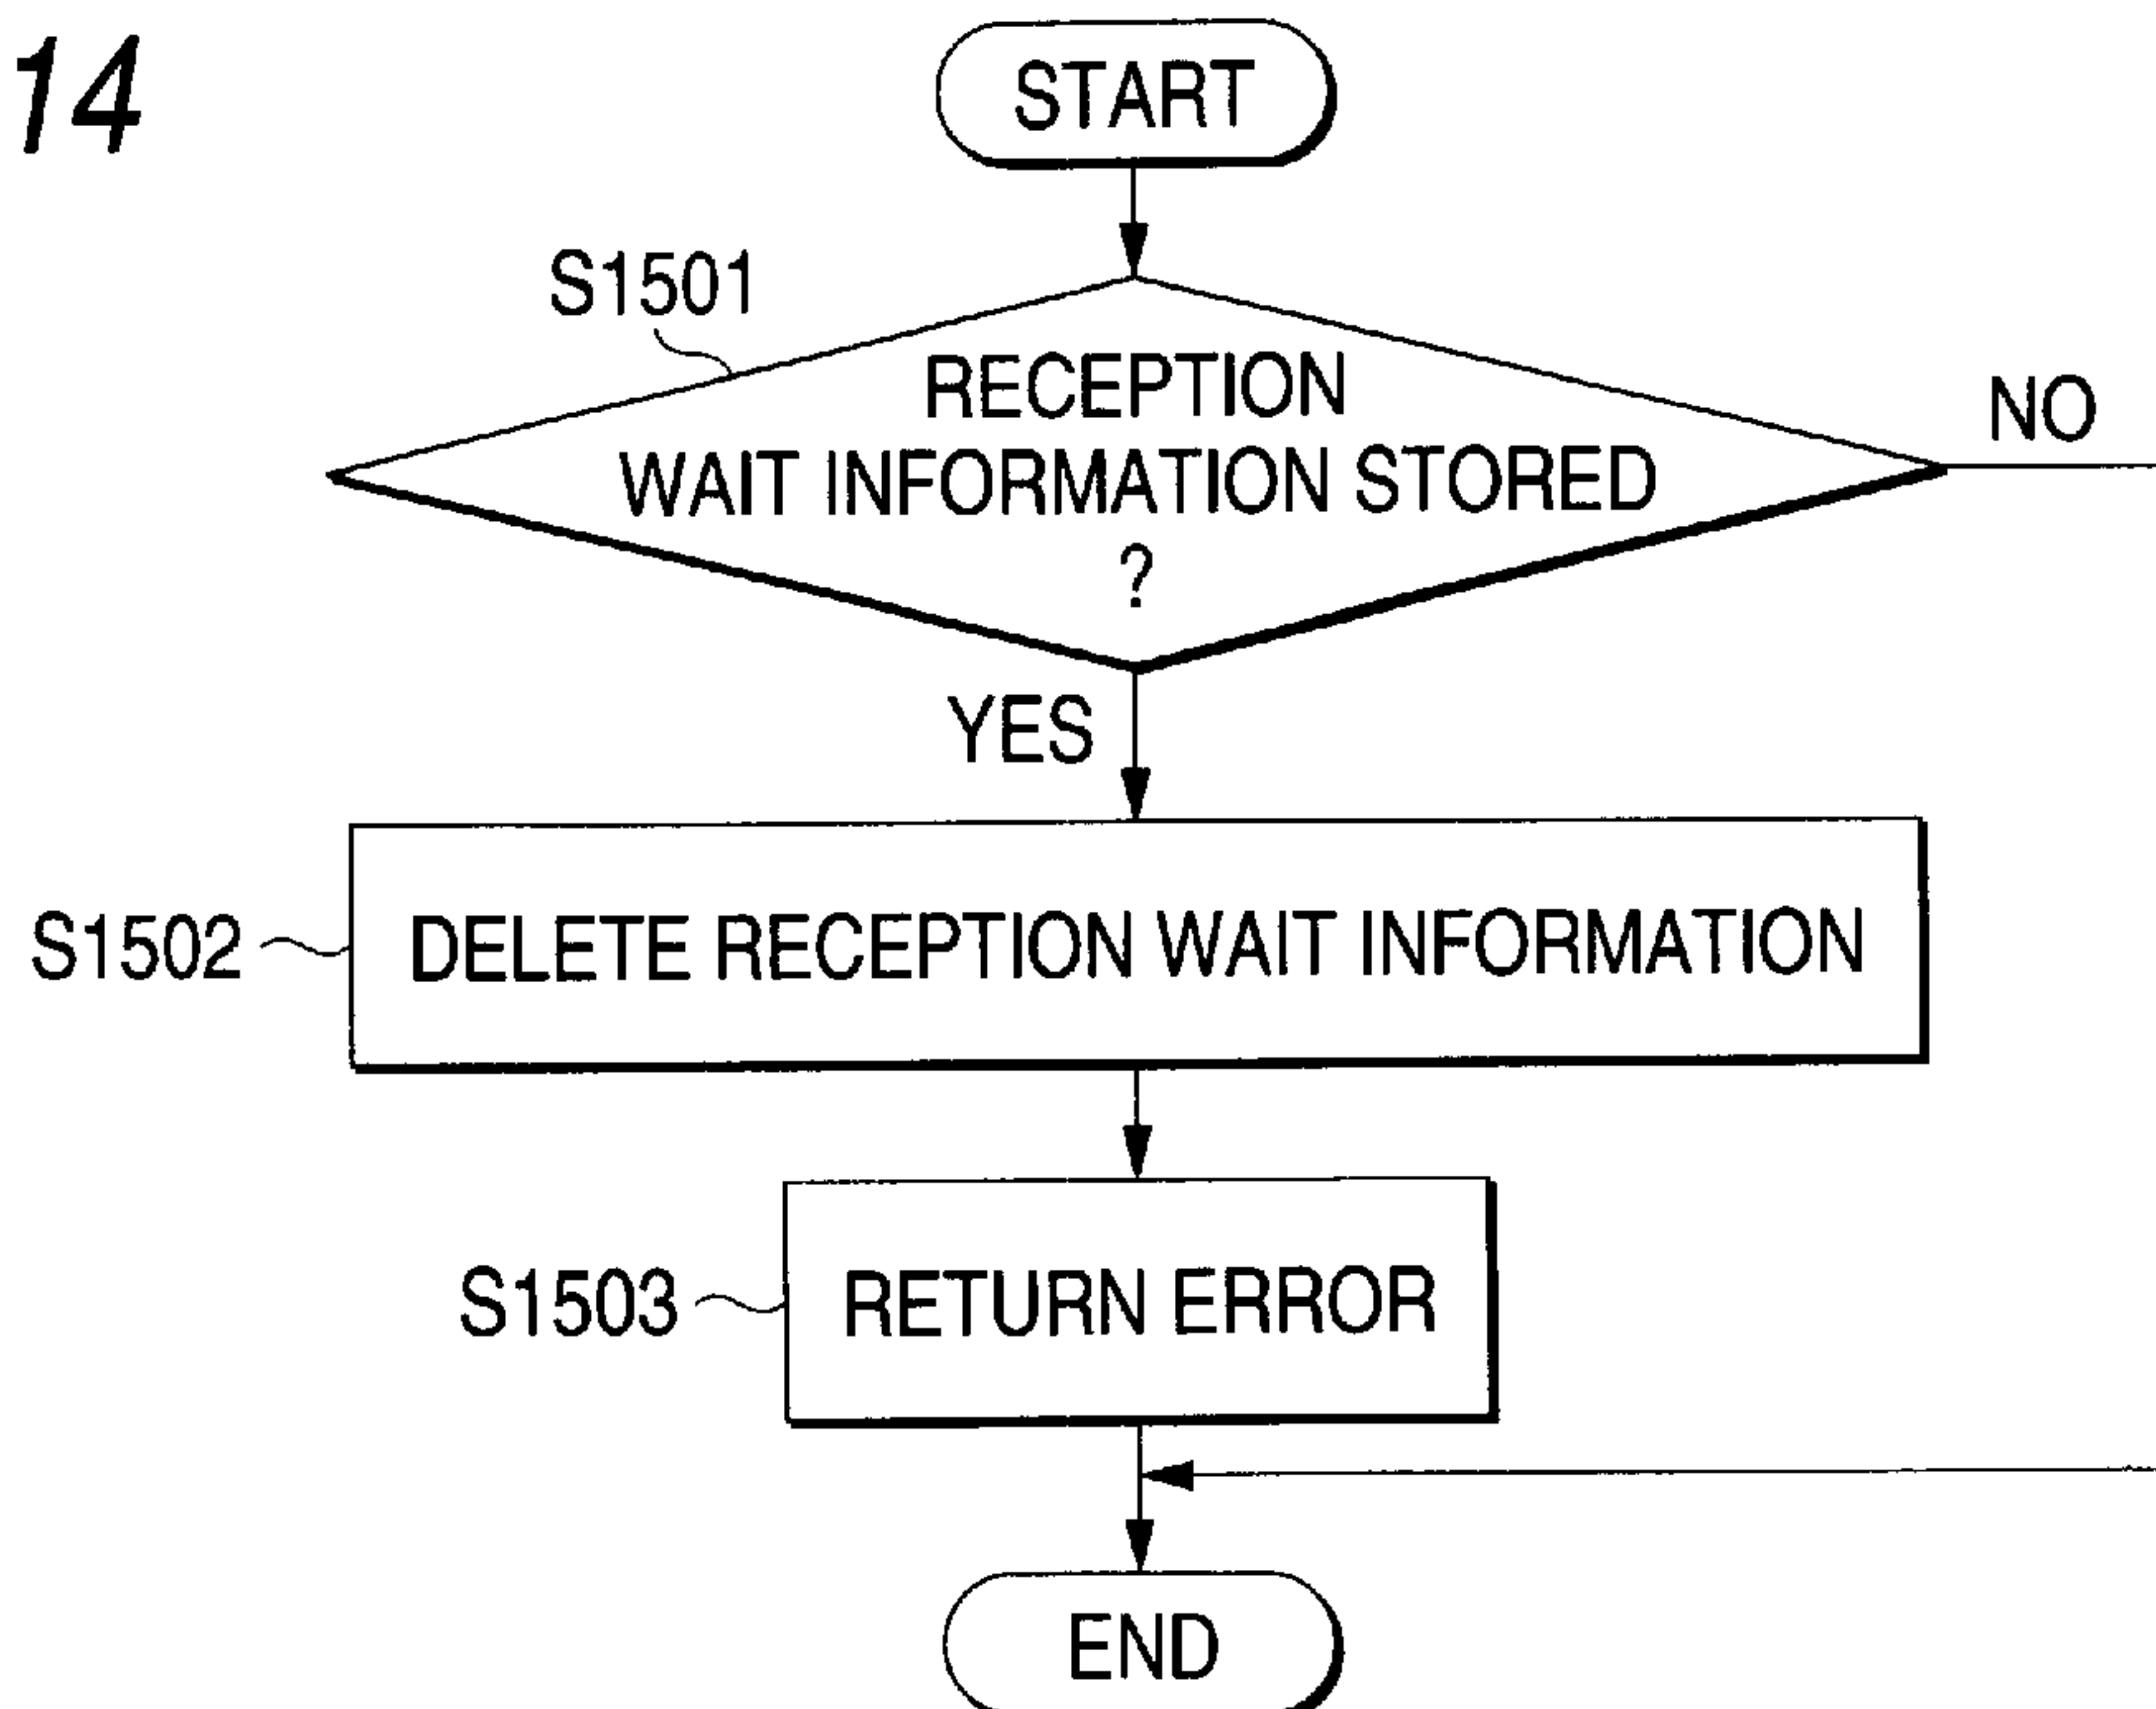 14
START
S1501
RECEPTION
WAIT INFORMATION STORED
?
NO
YES
S1502
DELETE RECEPTION WAIT INFORMATION
S1503
RETURN ERROR
END